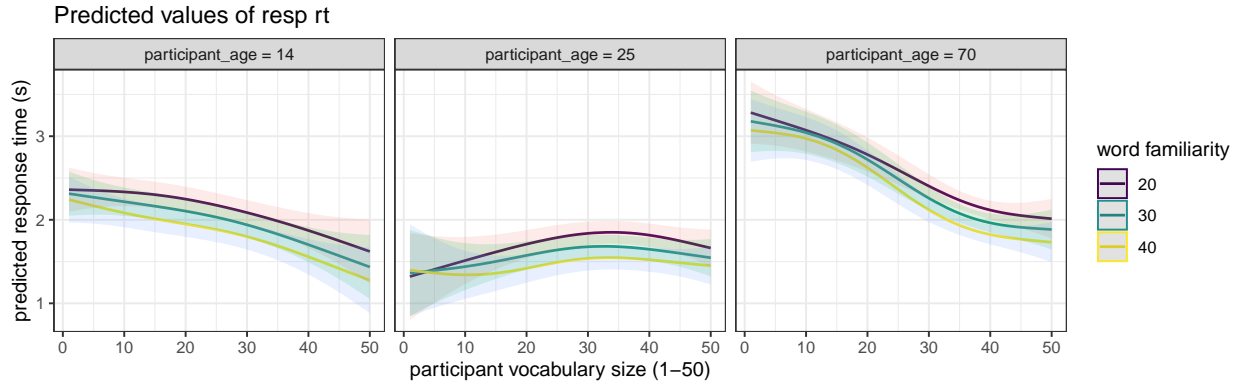 Predicted values of resp rt
participant_age = 14
participant_age = 25
participant_age = 70
predicted response time (s)
3
2
1
0 10 20 30 40 50
0 10 20 30 40 50
0 10 20 30 40 50
participant vocabulary size (1−50)
word familiarity
20
30
40